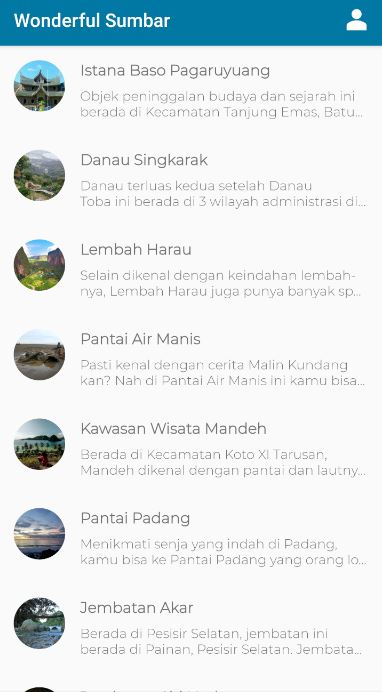 Wonderful Sumbar
Istana Baso Pagaruyuang
Objek peninggalan budaya dan sejarah ini
berada di Kecamatan Tanjung Emas, Batu...
Danau Singkarak
Danau terluas kedua setelah Danau
Toba ini berada di 3 wilayah administrasi di...
Lembah Harau
Selain dikenal dengan keindahan lembah-
nya, Lembah Harau juga punya banyak sp...
Pantai Air Manis
Pasti kenal dengan cerita Malin Kundang
kan? Nah di Pantai Air Manis ini kamu bisa...
Kawasan Wisata Mandeh
Berada di Kecamatan Koto XI Tarusan,
Mandeh dikenal dengan pantai dan lautny...
Pantai Padang
Menikmati senja yang indah di Padang,
kamu bisa ke Pantai Padang yang orang lo...
Jembatan Akar
Berada di Pesisir Selatan, jembatan ini
berada di Painan, Pesisir Selatan. Jembata...